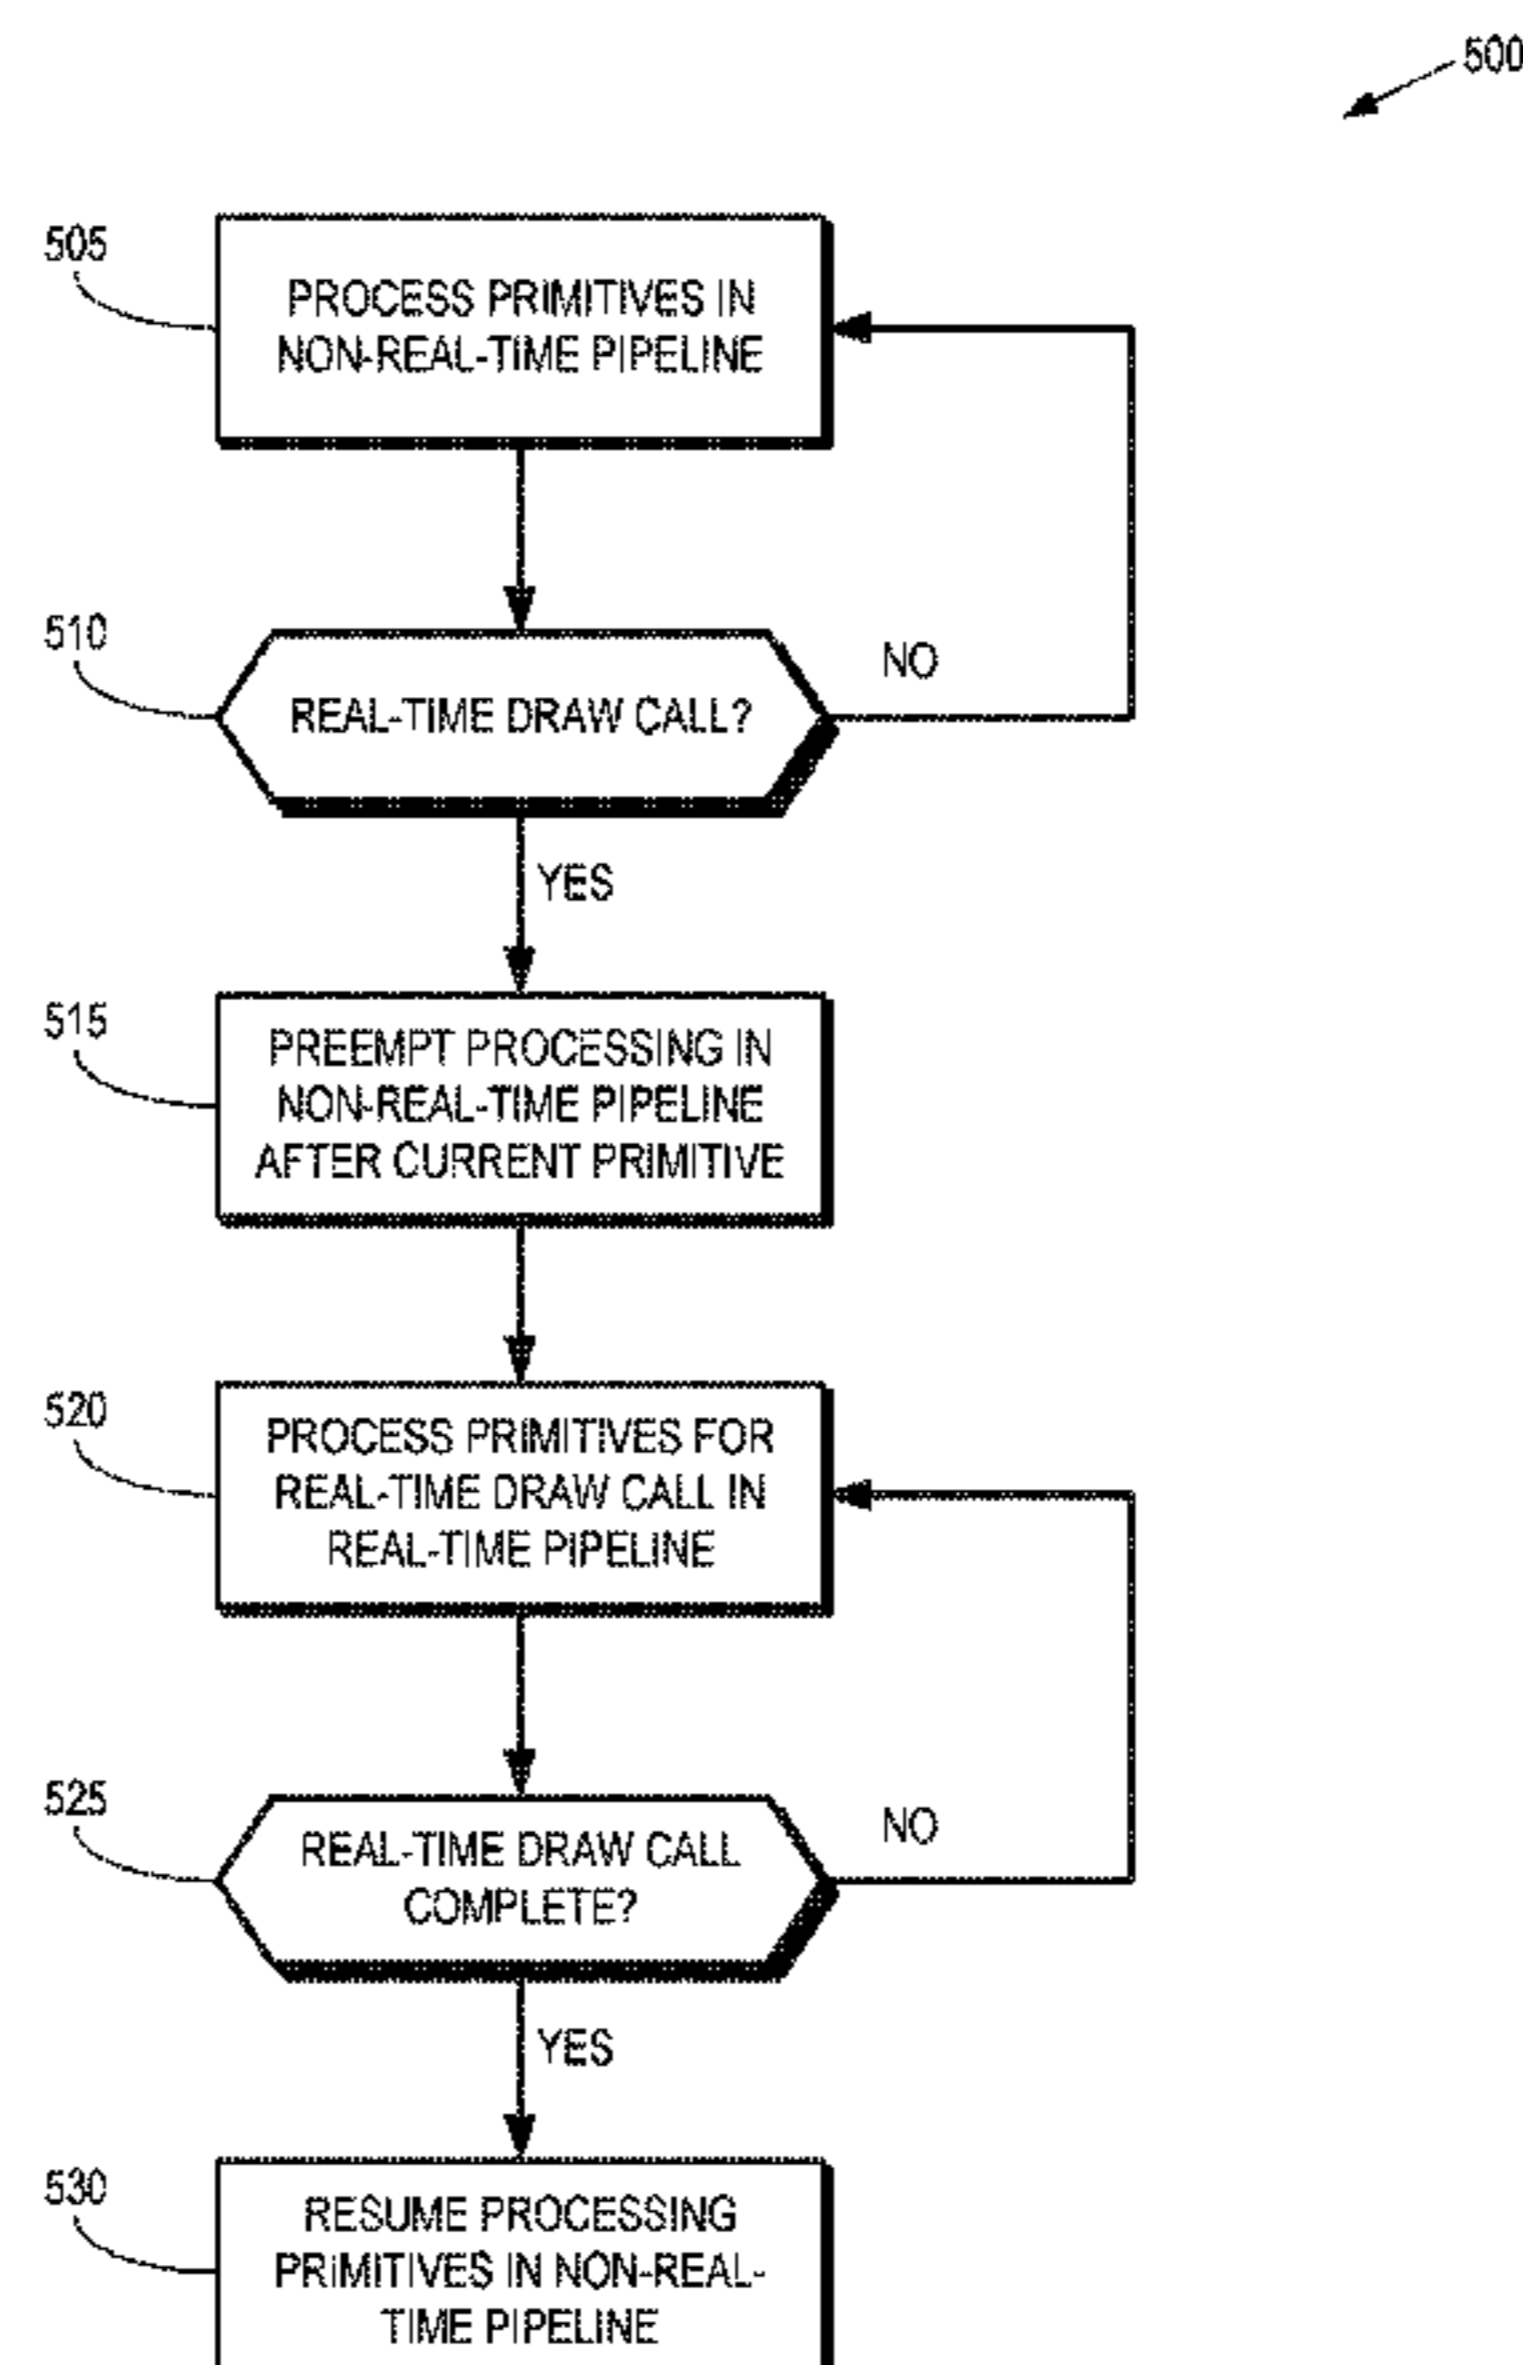 500
505
PROCESS PRIMITIVES IN
NON-REAL-TIME PIPELINE
510
REAL-TIME DRAW CALL?
NO
YES
515
PREEMPT PROCESSING IN
NON-REAL-TIME PIPELINE
AFTER CURRENT PRIMITIVE
520
PROCESS PRIMITIVES FOR
REAL-TIME DRAW CALL IN
REAL-TIME PIPELINE
525
REAL-TIME DRAW CALL
COMPLETE?
NO
YES
530
RESUME PROCESSING
PRIMITIVES IN NON-REAL-
TIME PIPELINE